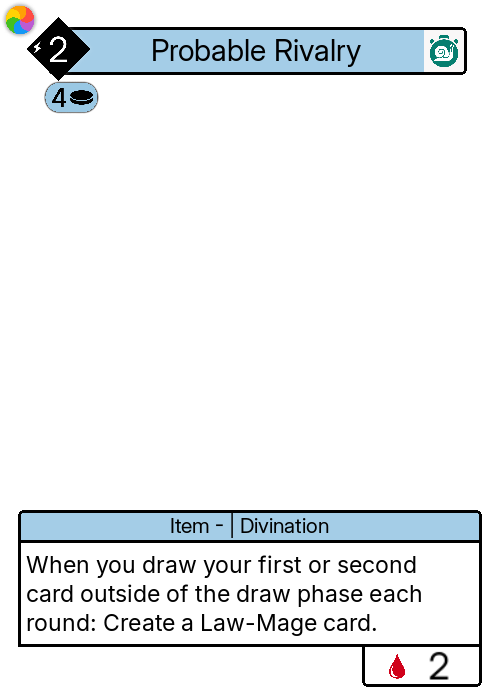 2
Probable Rivalry
4
Item - | Divination
When you draw your first or second
card outside of the draw phase each
round: Create a Law-Mage card.
2